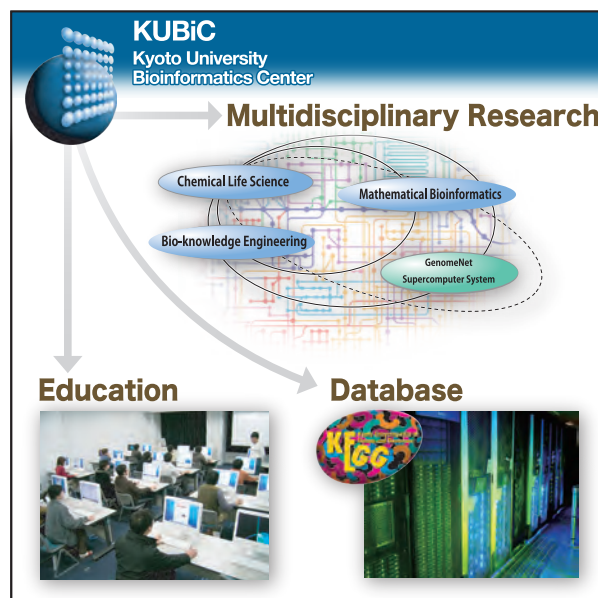 KUBiC
Kyoto University
Bioinformatics Center
Multidisciplinary Research
Chemical Life Science
Mathematical Bioinformatics
Bio-knowledge Engineering
GenomeNet
Supercomputer System
Education
Database
KEGG